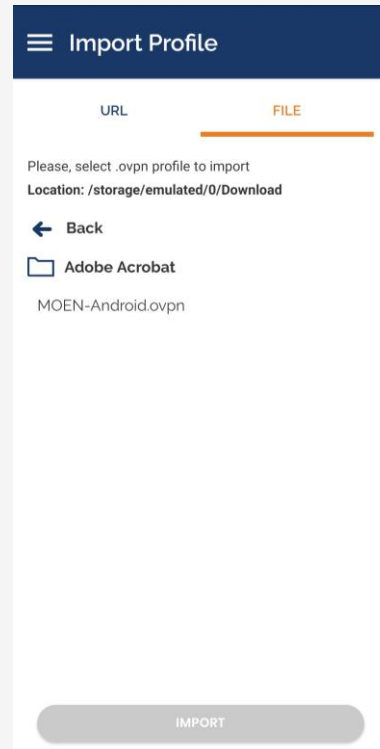 Import Profile
URL
FILE
Please, select .ovpn profile to import
Location: /storage/emulated/0/Download
Back
Adobe Acrobat
MOEN-Android.ovpn
IMPORT